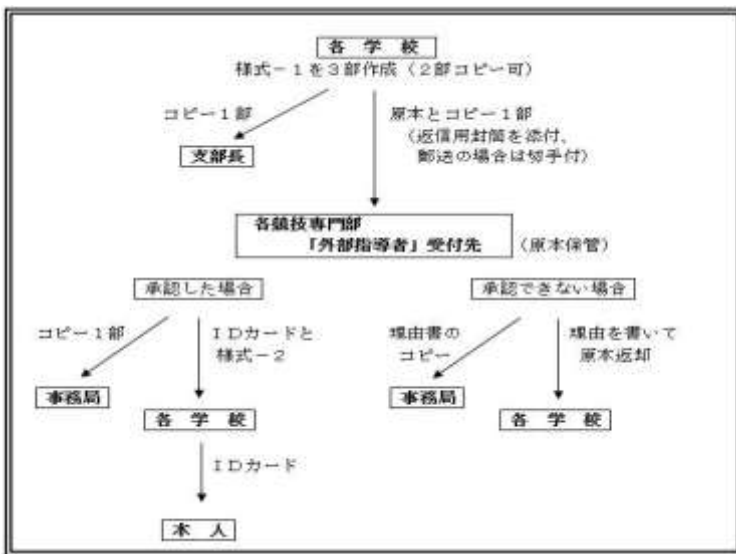 各 学 校
様式－１を３部作成（２部コピー可）
コピー１部
原本とコピー１部
（返信用封筒を添付、
郵送の場合は切手付）
支部長
各競技専門部
「外部指導者」受付先
（原本保管）
承認した場合
承認できない場合
コピー１部
ＩＤカードと
様式－２
理由書の
コピー
理由を書いて
原本返却
事務局
各 学 校
事務局
各 学 校
ＩＤカード
本 人